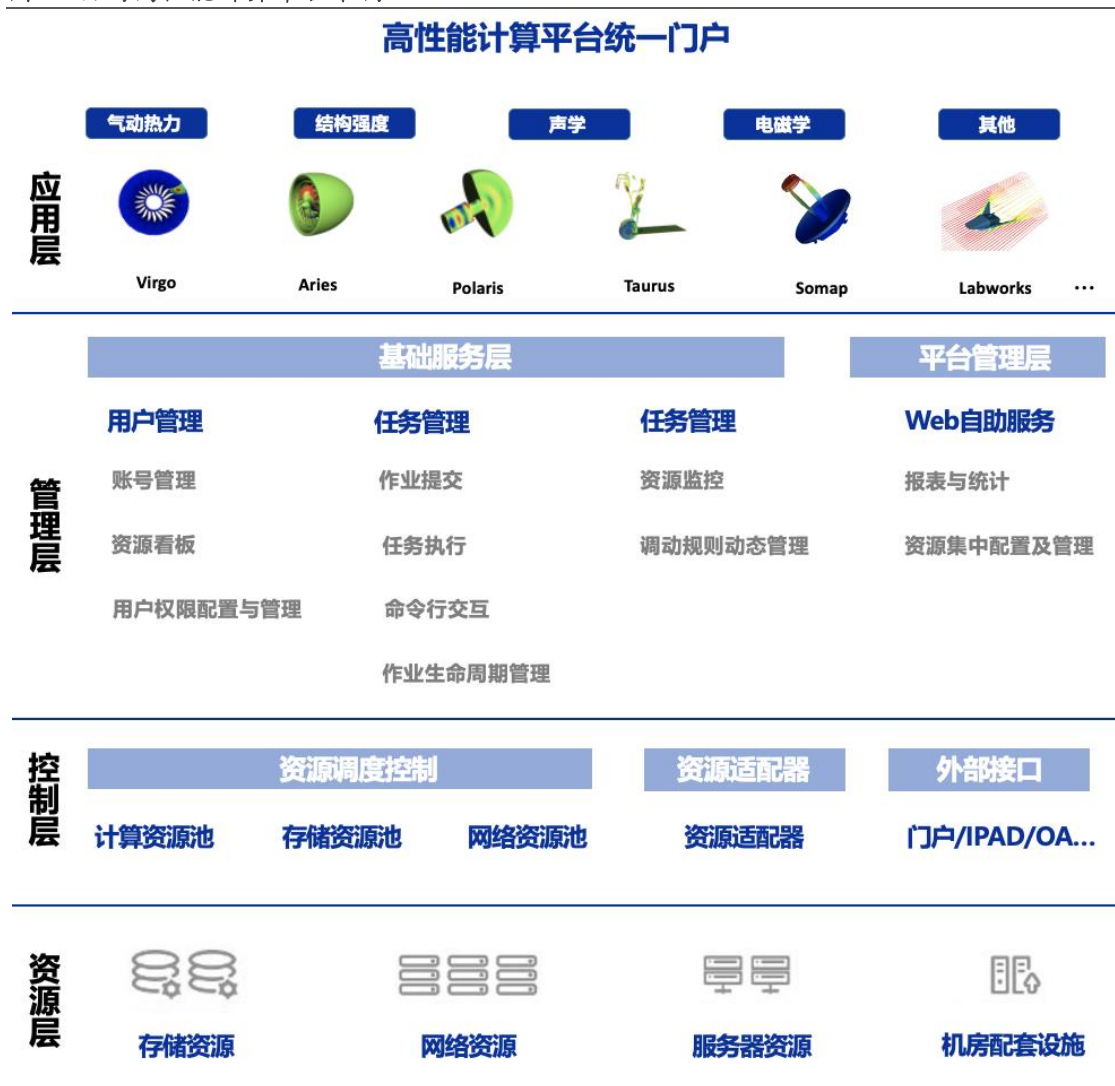 高性能计算平台统一门户
气动热力 结构强度 声学 电磁学 其他
应用层
Virgo Aries Polaris Taurus Somap Labworks ...
基础服务层 平台管理层
用户管理 任务管理 任务管理 Web自助服务
管理层
账号管理 作业提交 资源监控 报表与统计
资源看板 任务执行 调动规则动态管理 资源集中配置及管理
用户权限配置与管理 命令行交互
作业生命周期管理
控制层
资源调度控制 资源适配器 外部接口
计算资源池 存储资源池 网络资源池 资源适配器 门户/IPAD/OA...
资源层
存储资源 网络资源 服务器资源 机房配套设施